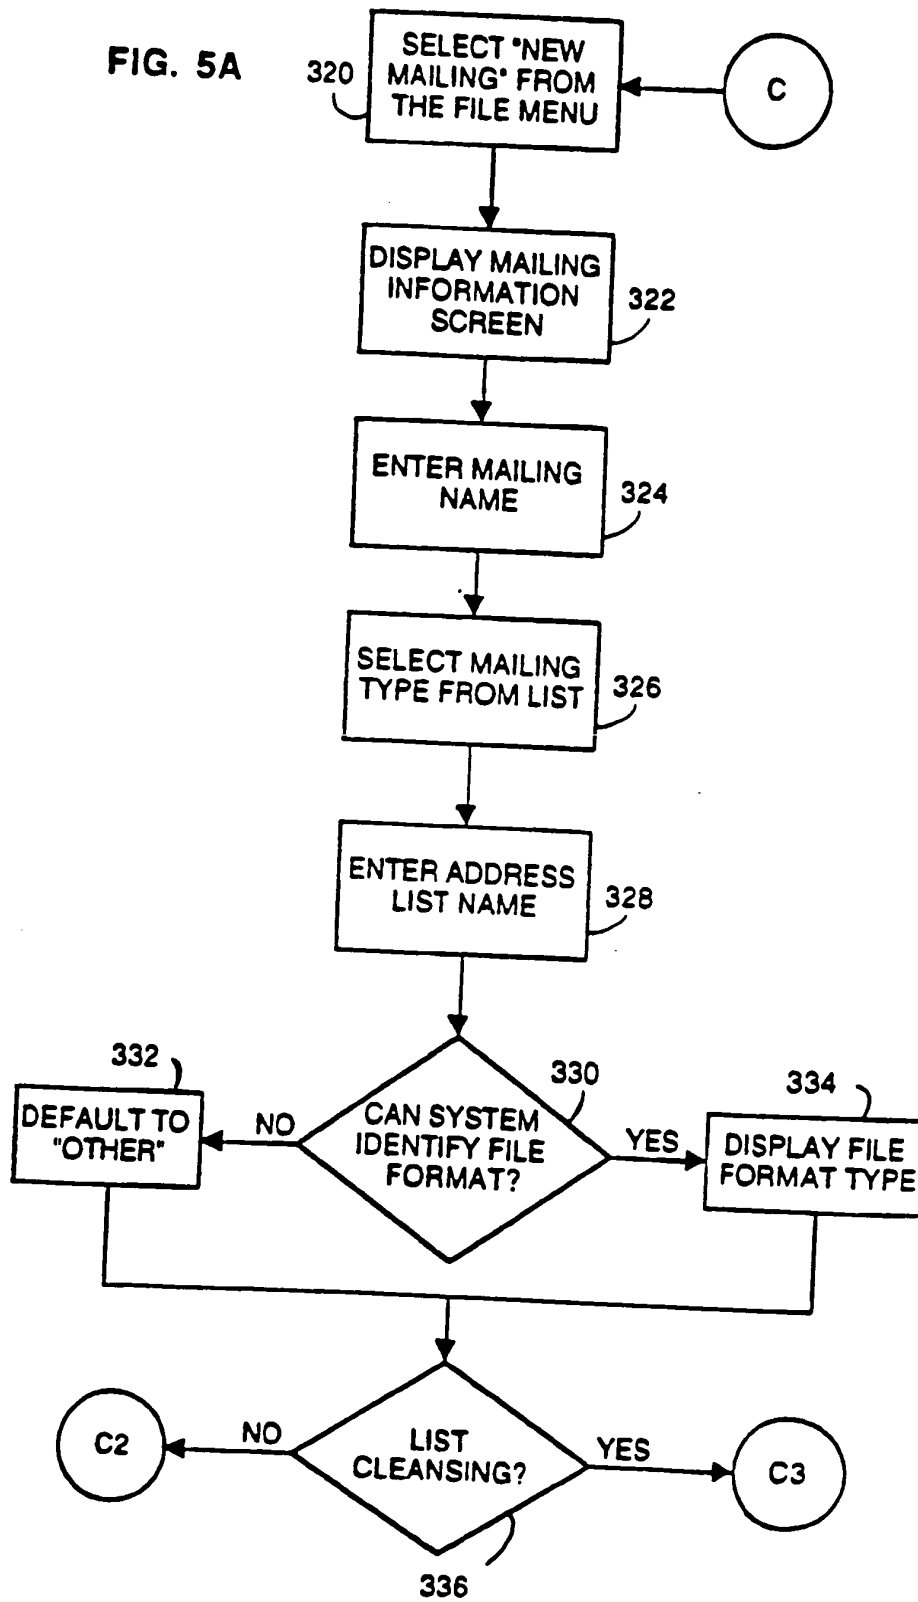 FIG. 5A
320
SELECT "NEW
MAILING" FROM
THE FILE MENU
C
DISPLAY MAILING
INFORMATION
SCREEN
322
ENTER MAILING
NAME
324
SELECT MAILING
TYPE FROM LIST
326
ENTER ADDRESS
LIST NAME
328
332
DEFAULT TO
"OTHER"
NO
330
CAN SYSTEM
IDENTIFY FILE
FORMAT?
YES
334
DISPLAY FILE
FORMAT TYPE
C2
NO
LIST
CLEANSING?
YES
C3
336